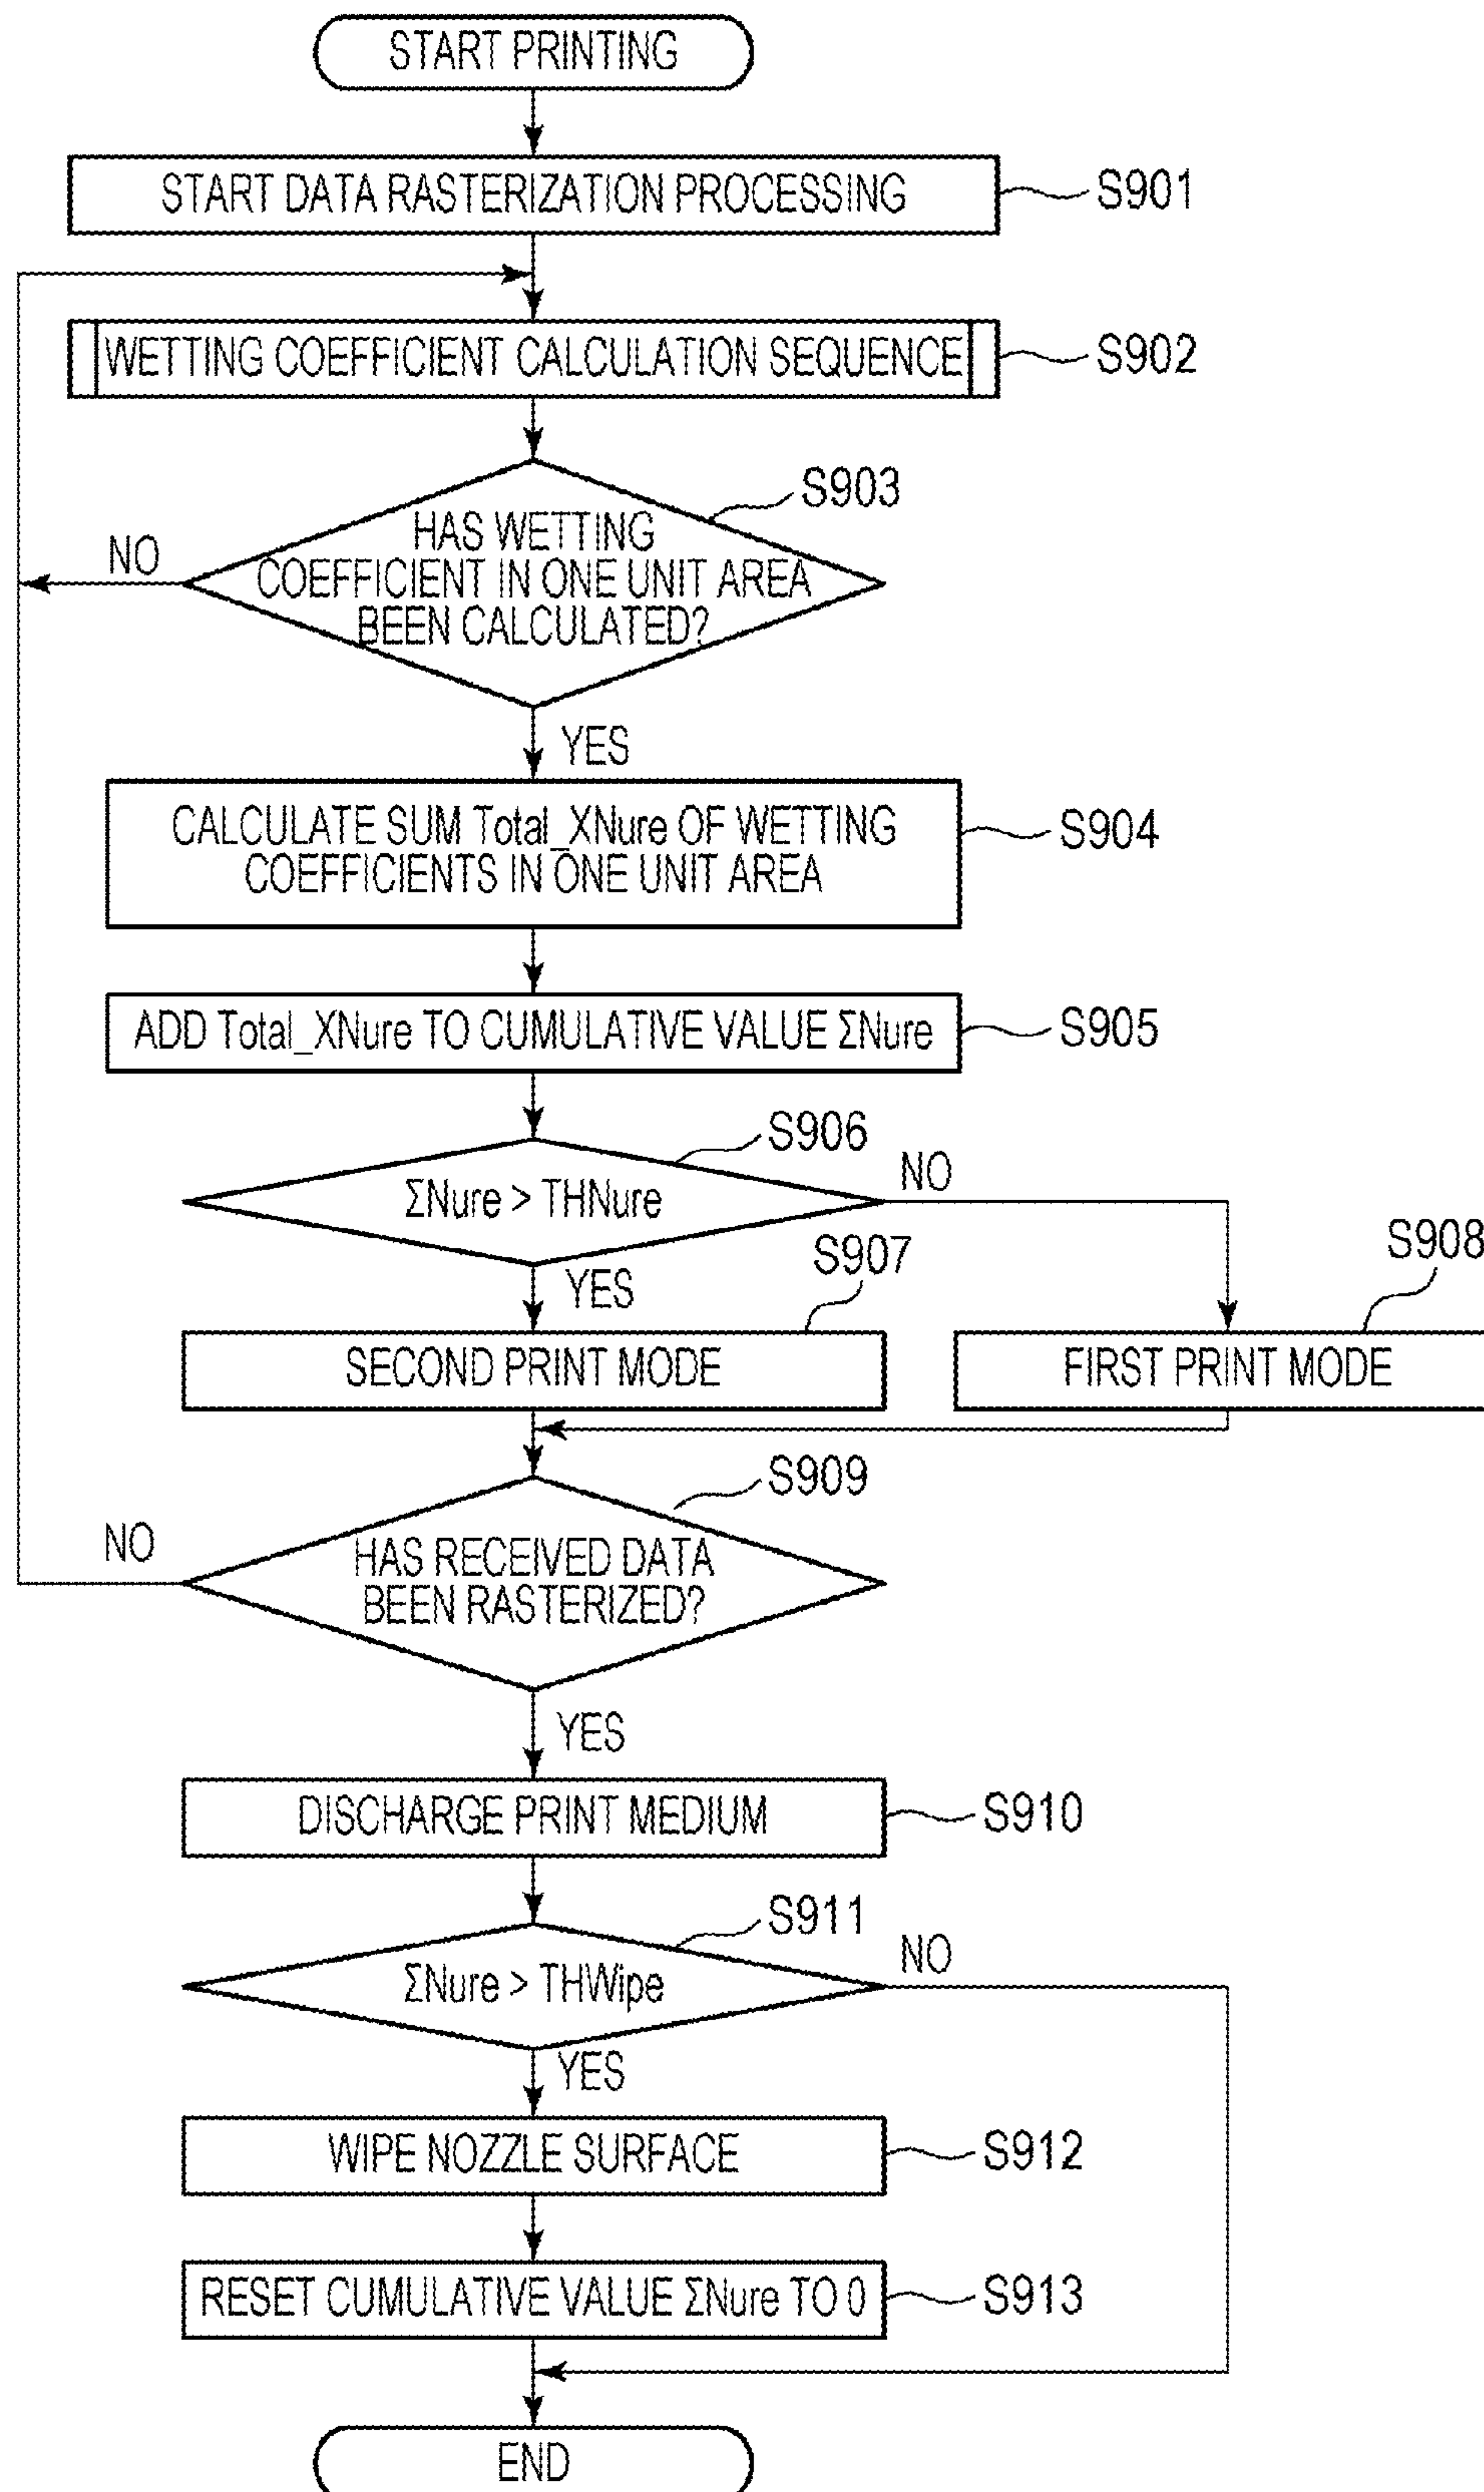 START PRINTING
START DATA RASTERIZATION PROCESSING
S901
WETTING COEFFICIENT CALCULATION SEQUENCE
S902
S903
HAS WETTING
COEFFICIENT IN ONE UNIT AREA
BEEN CALCULATED?
NO
YES
CALCULATE SUM Total_XNure OF WETTING
COEFFICIENTS IN ONE UNIT AREA
S904
ADD Total_XNure TO CUMULATIVE VALUE ΣNure
S905
S906
ΣNure > THNure
NO
YES
S907
S908
SECOND PRINT MODE
FIRST PRINT MODE
S909
HAS RECEIVED DATA
BEEN RASTERIZED?
NO
YES
DISCHARGE PRINT MEDIUM
S910
S911
ΣNure > THWipe
NO
YES
WIPE NOZZLE SURFACE
S912
RESET CUMULATIVE VALUE ΣNure TO 0
S913
END